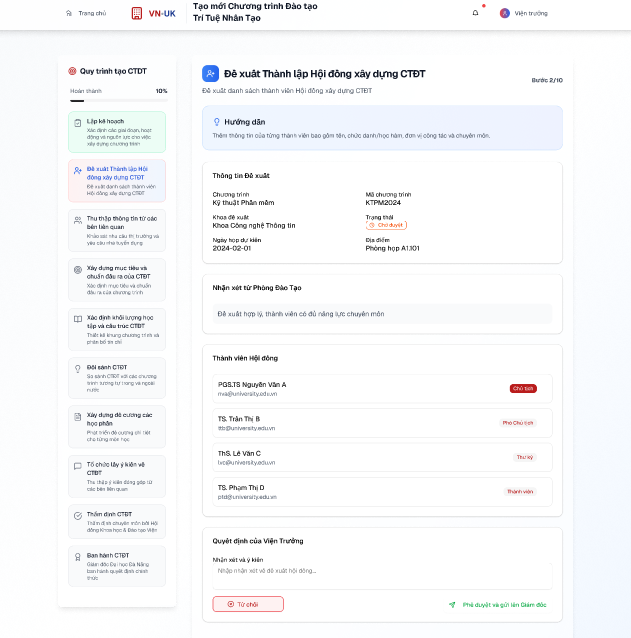 Trang chủ
VN-UK
Tạo mới Chương trình Đào tạo
Trí Tuệ Nhân Tạo
Viện trưởng
Quy trình tạo CTĐT
Hoàn thành 10%
Lập kế hoạch
Xác định các giai đoạn, hoạt
động và nguồn lực cho việc
xây dựng chương trình
Đề xuất Thành lập Hội
đồng xây dựng CTĐT
Đề xuất danh sách thành viên
Hội đồng xây dựng CTĐT
Thu thập thông tin từ các
bên liên quan
Khảo sát nhu cầu thị trường và
yêu cầu nhà tuyển dụng
Xây dựng mục tiêu và
chuẩn đầu ra của CTĐT
Xác định mục tiêu và chuẩn
đầu ra của chương trình
Xác định khối lượng học
tập và cấu trúc CTĐT
Thiết kế khung chương trình và
phân bổ tín chỉ
Đối sánh CTĐT
So sánh CTĐT với các chương
trình tương tự trong và ngoài
nước
Xây dựng đề cương các
học phần
Phát triển đề cương chi tiết
cho từng môn học
Tổ chức lấy ý kiến về
CTĐT
Thu thập ý kiến đóng góp từ
các bên liên quan
Thẩm định CTĐT
Thẩm định chuyên môn bởi Hội
đồng Khoa học & Đào tạo Viện
Ban hành CTĐT
Giám đốc Đại học Đà Nẵng
ban hành quyết định chính
thức
Đề xuất Thành lập Hội đồng xây dựng CTĐT
Bước 2/10
Đề xuất danh sách thành viên Hội đồng xây dựng CTĐT
Hướng dẫn
Thêm thông tin của từng thành viên bao gồm tên, chức danh/học hàm, đơn vị công tác và chuyên môn.
Thông tin Đề xuất
Chương trình
Kỹ thuật Phần mềm
Mã chương trình
KTPM2024
Khoa đề xuất
Khoa Công nghệ Thông tin
Trạng thái
Chờ duyệt
Ngày họp dự kiến
2024-02-01
Địa điểm
Phòng họp A1.101
Nhận xét từ Phòng Đào Tạo
Đề xuất hợp lý, thành viên có đủ năng lực chuyên môn
Thành viên Hội đồng
PGS.TS Nguyễn Văn A
nva@university.edu.vn
Chủ tịch
TS. Trần Thị B
ttb@university.edu.vn
Phó Chủ tịch
ThS. Lê Văn C
lvc@university.edu.vn
Thư ký
TS. Phạm Thị D
ptd@university.edu.vn
Thành viên
Quyết định của Viện Trưởng
Nhận xét và ý kiến
Nhập nhận xét về đề xuất hội đồng...
Từ chối
Phê duyệt và gửi lên Giám đốc